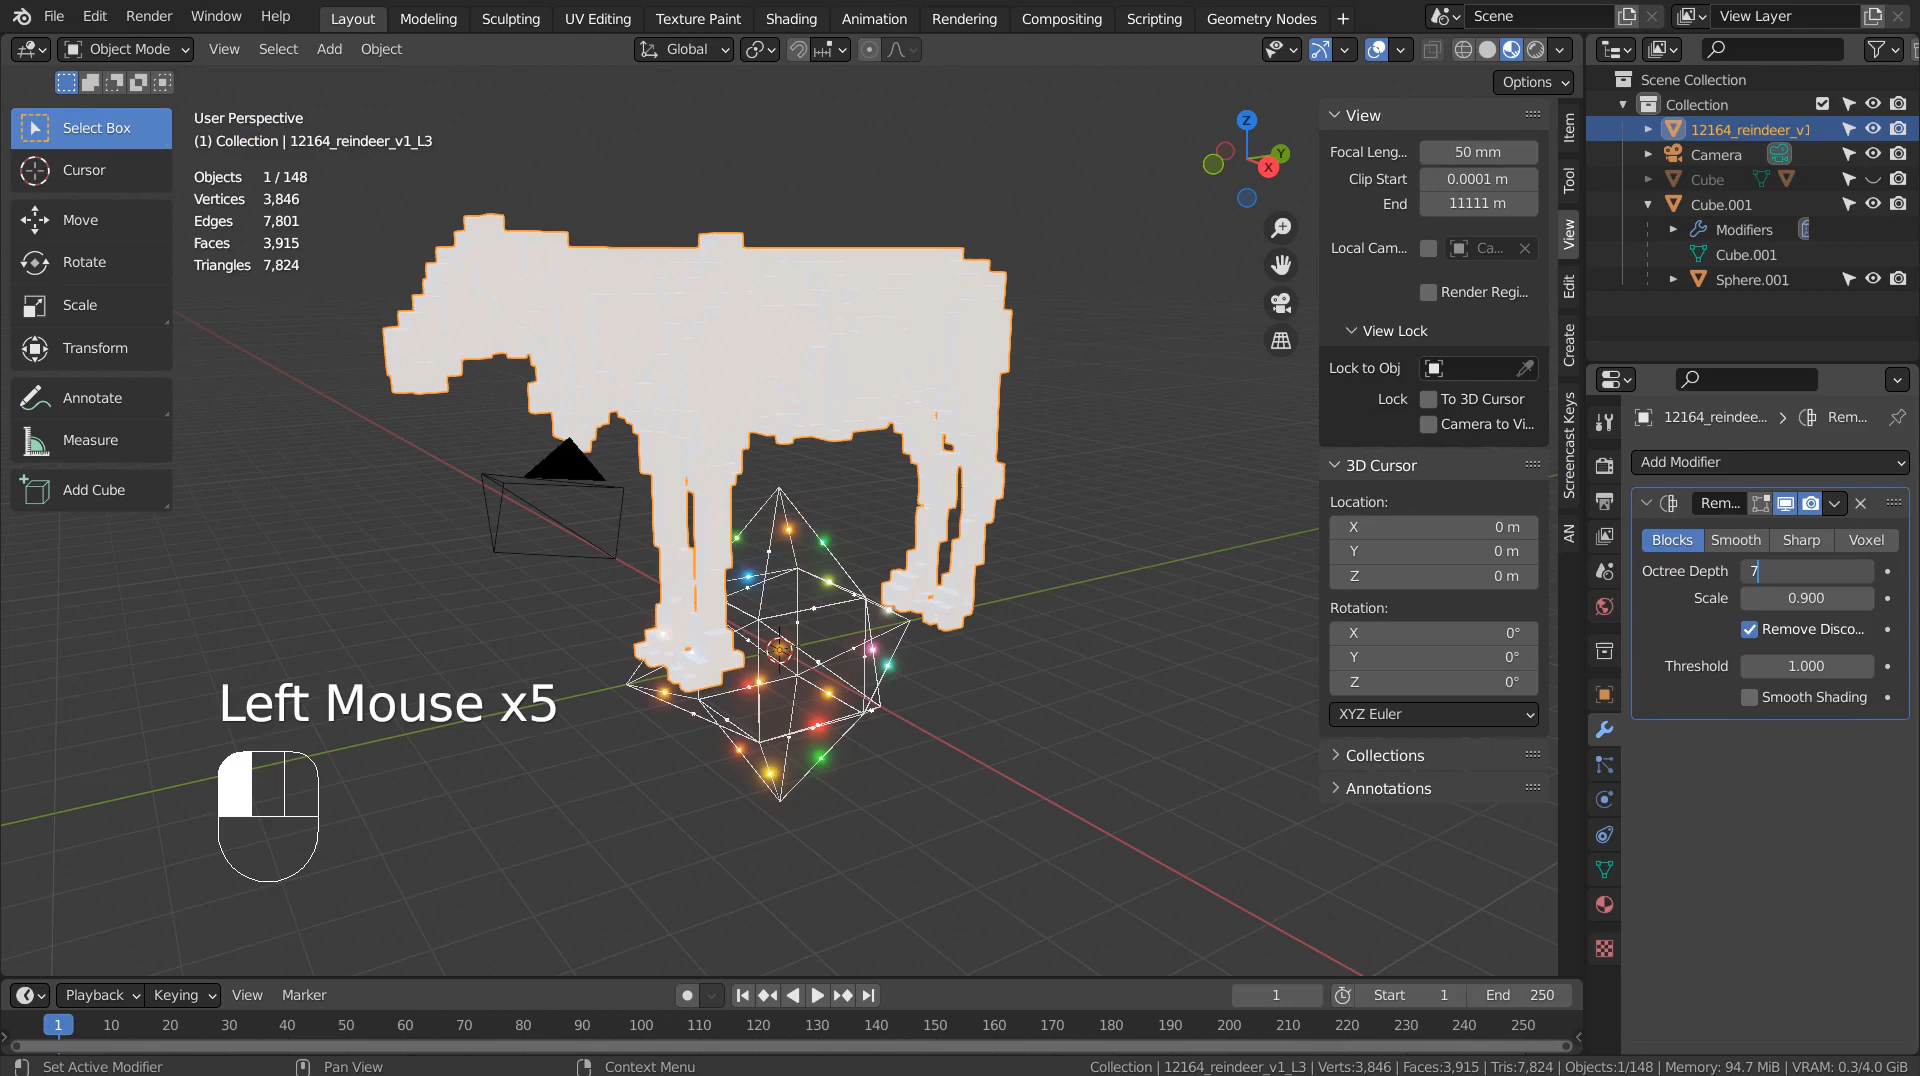 File Edit Render Window Help Layout Modeling Sculpting UV Editing Texture Paint Shading Animation Rendering Compositing Scripting Geometry Nodes + Scene View Layer
Object Mode View Select Add Object Global
Options
Select Box
Cursor
Move
Rotate
Scale
Transform
Annotate
Measure
Add Cube
User Perspective
(1) Collection | 12164_reindeer_v1_L3
Objects 1 / 148
Vertices 3,846
Edges 7,801
Faces 3,915
Triangles 7,824
Z
Y
X
Left Mouse x5
View
Focal Leng... 50 mm
Clip Start 0.0001 m
End 11111 m
Local Cam... Ca...
Render Regi...
View Lock
Lock to Obj
Lock To 3D Cursor
Camera to Vi...
3D Cursor
Location:
X 0 m
Y 0 m
Z 0 m
Rotation:
X 0°
Y 0°
Z 0°
XYZ Euler
Collections
Annotations
Item
Tool
View
Edit
Create
Screencast Keys
AN
Scene Collection
Collection
12164_reindeer_v1
Camera
Cube
Cube.001
Modifiers
Cube.001
Sphere.001
12164_reindee... Rem...
Add Modifier
Rem...
Blocks Smooth Sharp Voxel
Octree Depth 7
Scale 0.900
Remove Disco...
Threshold 1.000
Smooth Shading
Playback Keying View Marker 1 Start 1 End 250
1 10 20 30 40 50 60 70 80 90 100 110 120 130 140 150 160 170 180 190 200 210 220 230 240 250
Set Active Modifier Pan View Context Menu Collection | 12164_reindeer_v1_L3 | Verts:3,846 | Faces:3,915 | Tris:7,824 | Objects:1/148 | Memory: 94.7 MiB | VRAM: 0.3/4.0 GiB